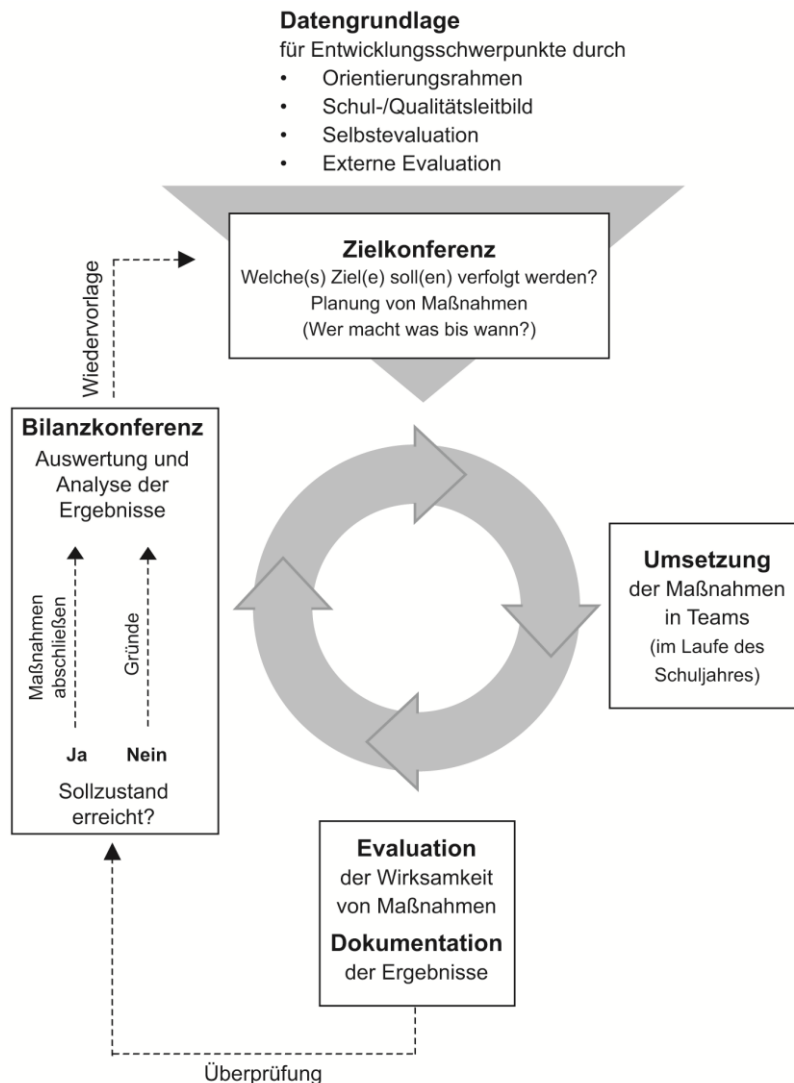 Datengrundlage
für Entwicklungsschwerpunkte durch
• Orientierungsrahmen
• Schul-/Qualitätsleitbild
• Selbstevaluation
• Externe Evaluation
Zielkonferenz
Welche(s) Ziel(e) soll(en) verfolgt werden?
Planung von Maßnahmen
(Wer macht was bis wann?)
Wiedervorlage
Bilanzkonferenz
Auswertung und
Analyse der
Ergebnisse
Maßnahmen
abschließen
Gründe
Ja Nein
Sollzustand
erreicht?
Umsetzung
der Maßnahmen
in Teams
(im Laufe des
Schuljahres)
Evaluation
der Wirksamkeit
von Maßnahmen
Dokumentation
der Ergebnisse
Überprüfung